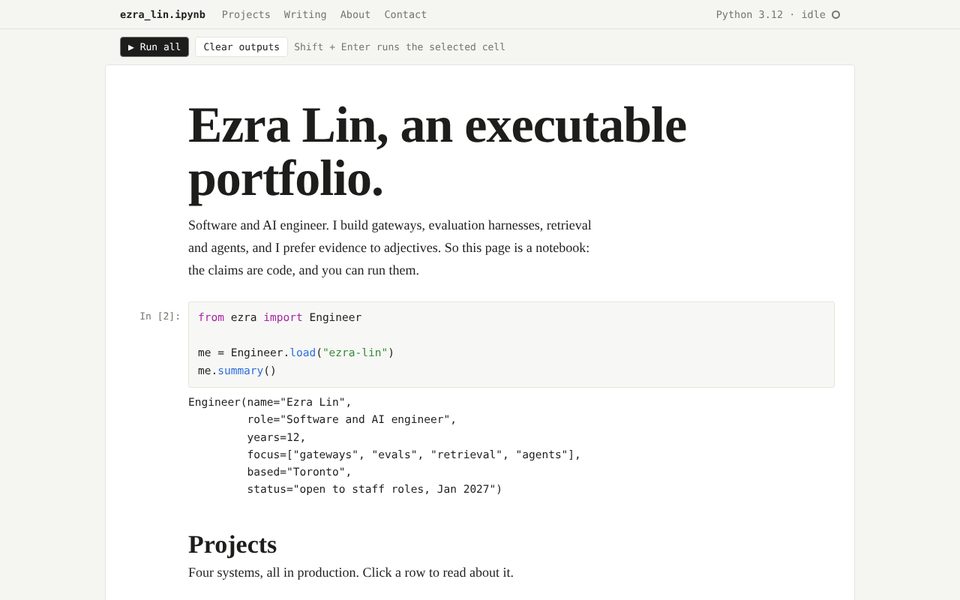 ezra_lin.ipynb Projects Writing About Contact Python 3.12 · idle
▶ Run all Clear outputs Shift + Enter runs the selected cell
Ezra Lin, an executable
portfolio.
Software and AI engineer. I build gateways, evaluation harnesses, retrieval
and agents, and I prefer evidence to adjectives. So this page is a notebook:
the claims are code, and you can run them.
In [2]: from ezra import Engineer
me = Engineer.load("ezra-lin")
me.summary()
Engineer(name="Ezra Lin",
role="Software and AI engineer",
years=12,
focus=["gateways", "evals", "retrieval", "agents"],
based="Toronto",
status="open to staff roles, Jan 2027")
Projects
Four systems, all in production. Click a row to read about it.